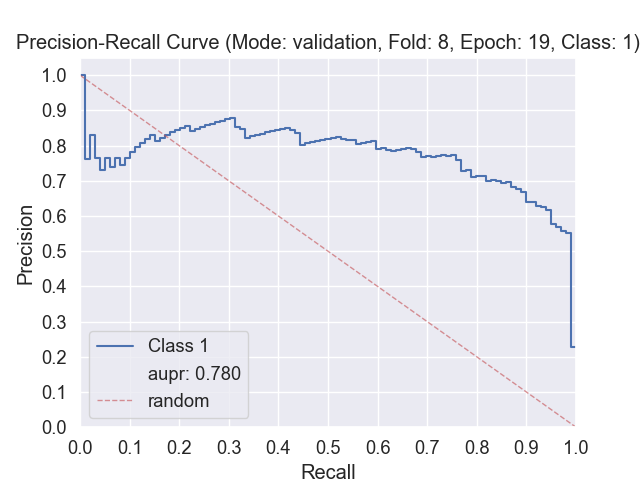 Precision-Recall Curve (Mode: validation, Fold: 8, Epoch: 19, Class: 1)
1.0
0.9
0.8
0.7
0.6
0.5
0.4
0.3
0.2
0.1
0.0
Precision
Class 1
aupr: 0.780
random
0.0 0.1 0.2 0.3 0.4 0.5 0.6 0.7 0.8 0.9 1.0
Recall